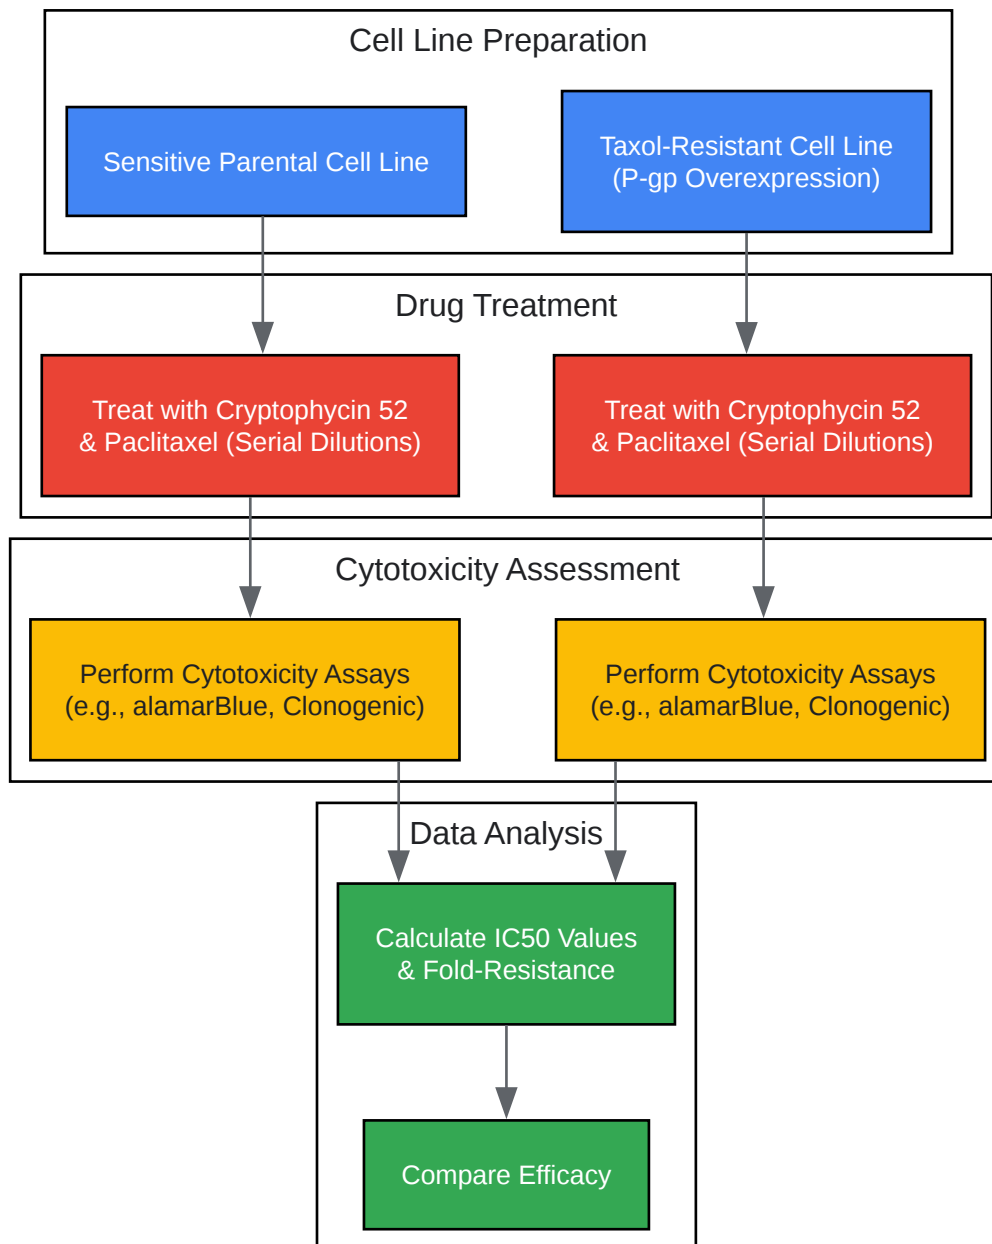 Cell Line Preparation
Sensitive Parental Cell Line
Taxol-Resistant Cell Line
(P-gp Overexpression)
Drug Treatment
Treat with Cryptophycin 52
& Paclitaxel (Serial Dilutions)
Treat with Cryptophycin 52
& Paclitaxel (Serial Dilutions)
Cytotoxicity Assessment
Perform Cytotoxicity Assays
(e.g., alamarBlue, Clonogenic)
Perform Cytotoxicity Assays
(e.g., alamarBlue, Clonogenic)
Data Analysis
Calculate IC50 Values
& Fold-Resistance
Compare Efficacy